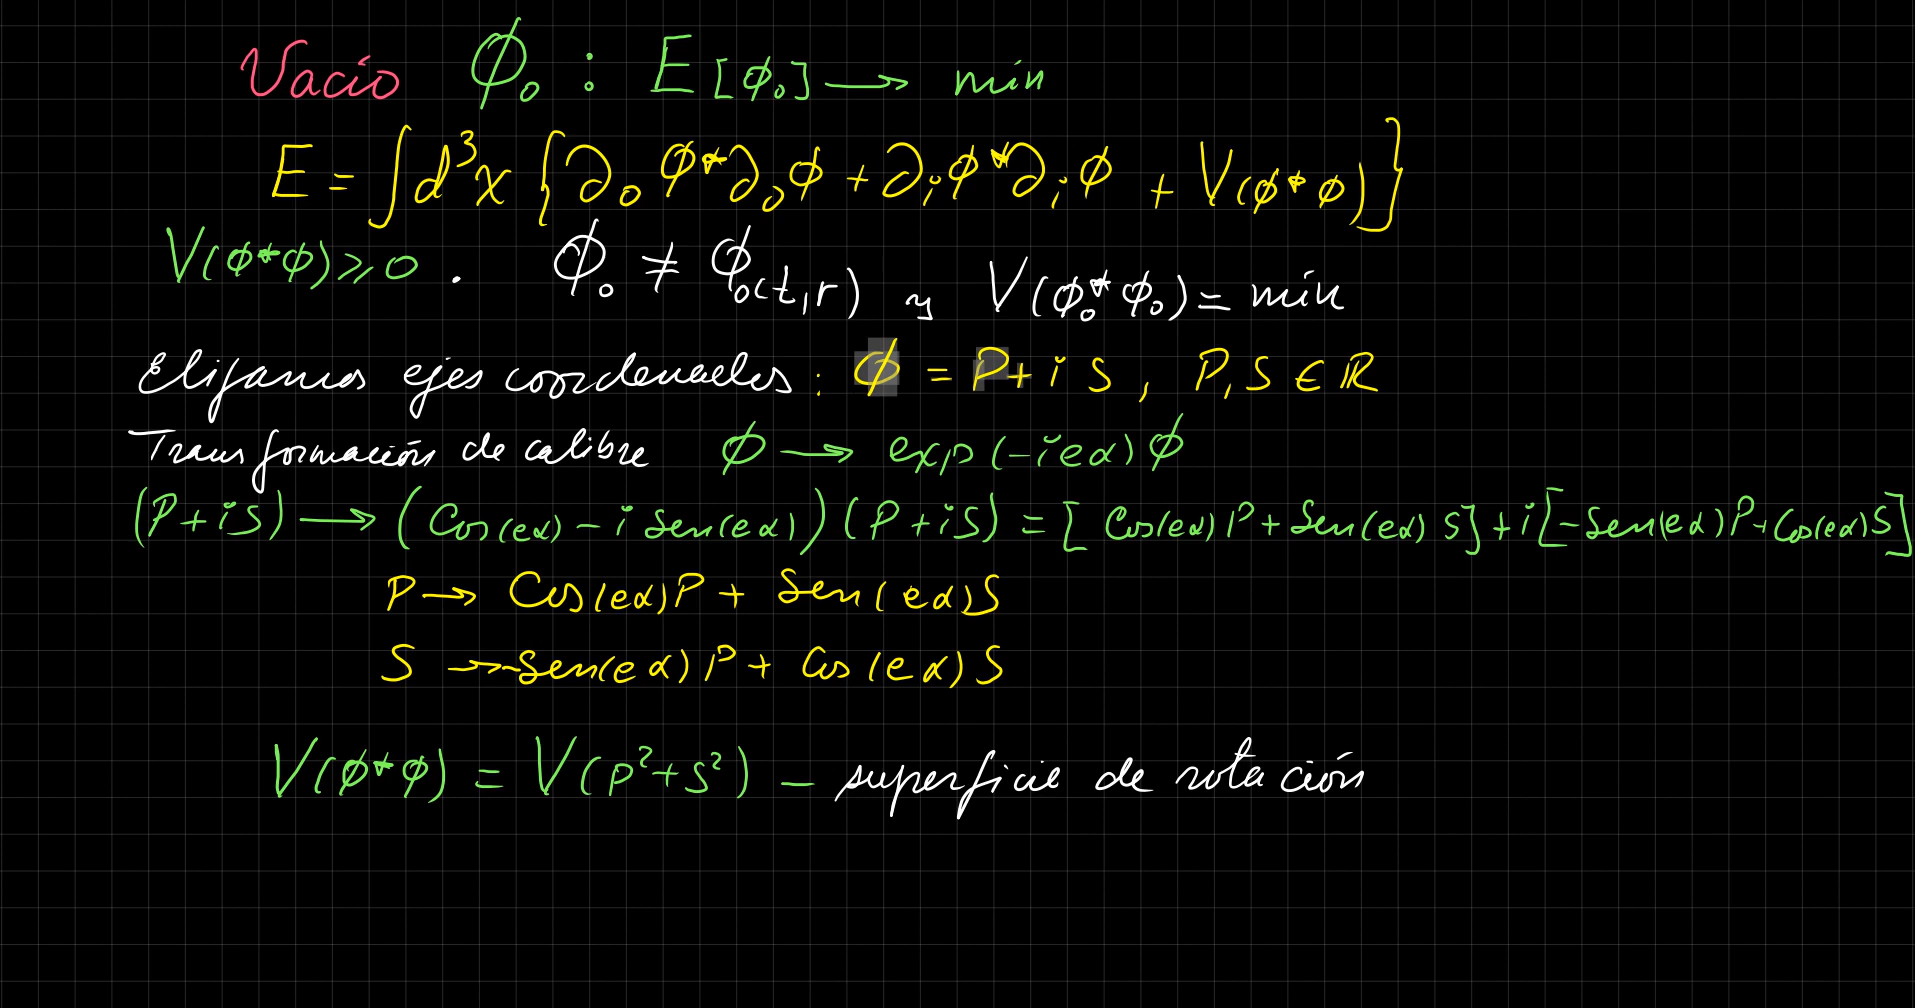 Vacío ϕ₀ : E[ϕ₀] → mín
E = ∫d³x {∂₀ϕ*∂₀ϕ + ∂ᵢϕ*∂ᵢϕ + V(ϕ*ϕ)}
V(ϕ*ϕ) ⩾ 0 . ϕ₀ ≠ ϕ₀(t,r) y V(ϕ₀*ϕ₀) = mín
Elijamos ejes coordenados : ϕ = P + i S , P, S ∈ ℝ
Transformación de calibre ϕ → exp(-ieα)ϕ
(P+iS) → (Cos(eα) - i Sen(eα))(P+iS) = [Cos(eα)P + Sen(eα)S] + i[-Sen(eα)P + Cos(eα)S]
P → Cos(eα)P + Sen(eα)S
S → -Sen(eα)P + Cos(eα)S
V(ϕ*ϕ) = V(P²+S²) – superficie de rotación